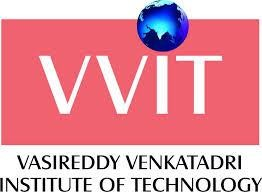 VVIT
VASIREDDY VENKATADRI
INSTITUTE OF TECHNOLOGY